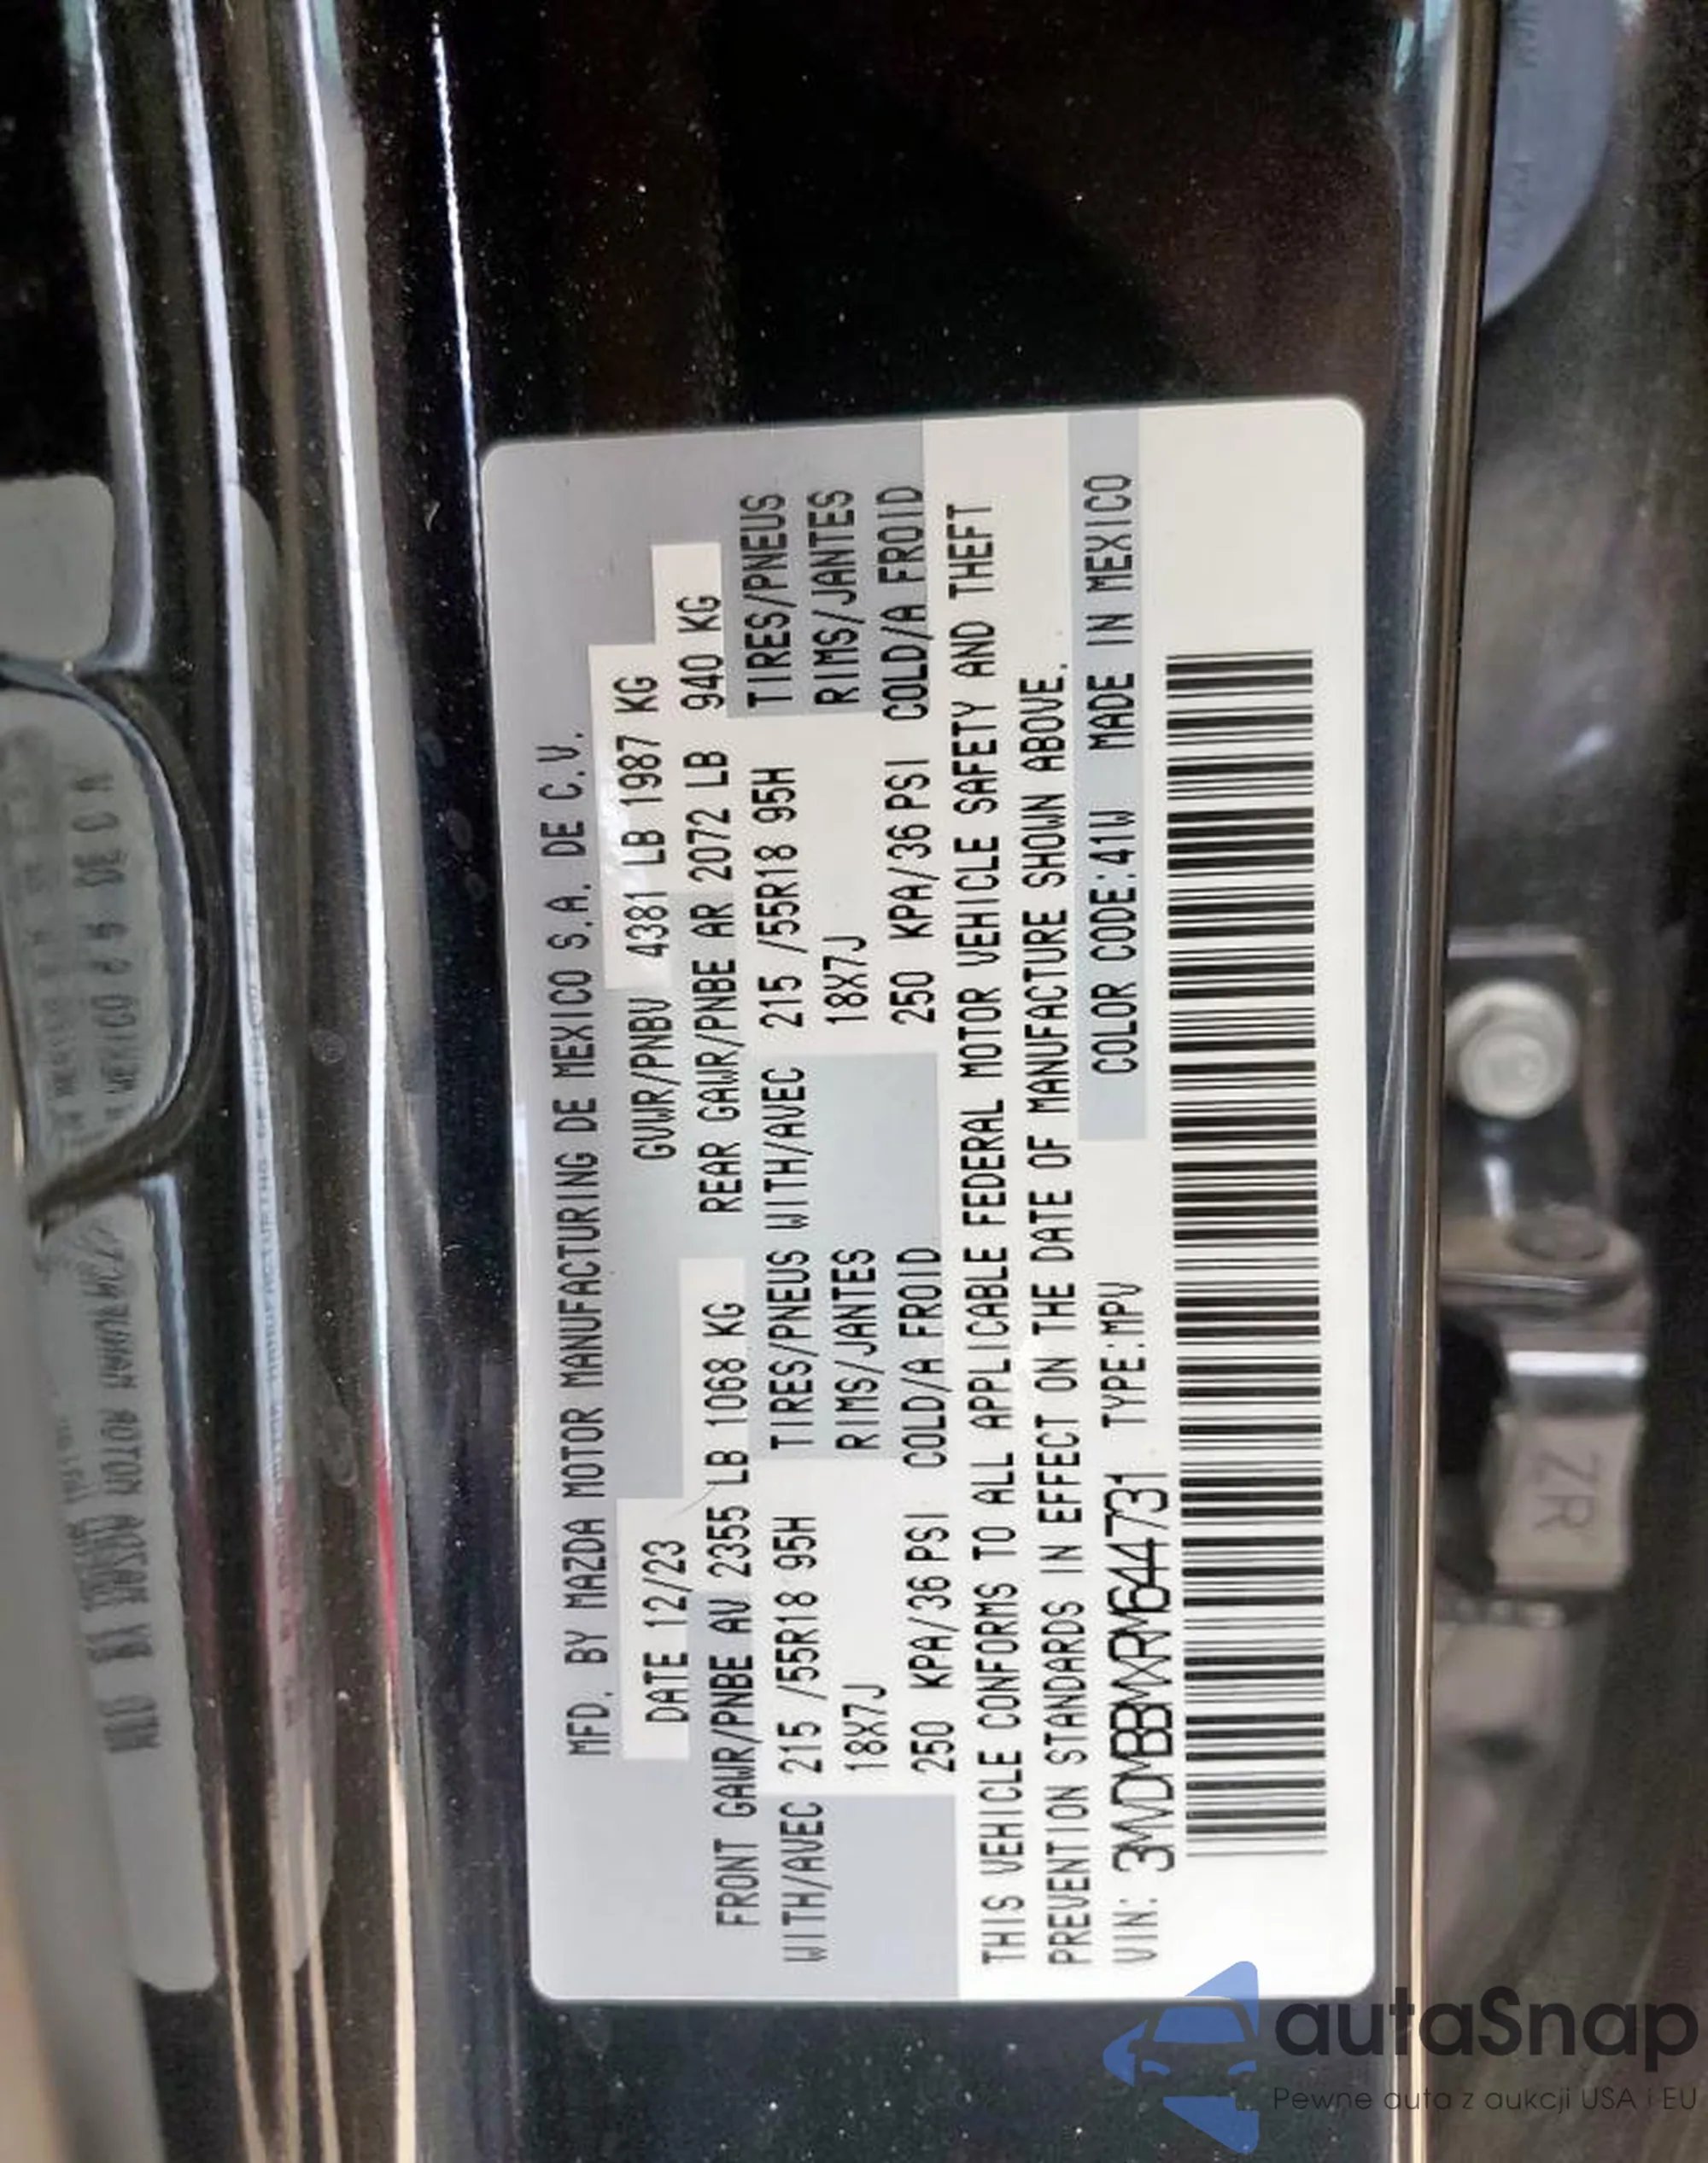 MFD. BY MAZDA MOTOR MANUFACTURING DE MEXICO S.A. DE C.V.
DATE 12/23 GVWR/PNBV 4381 LB 1987 KG
FRONT GAWR/PNBE AV 2355 LB 1068 KG REAR GAWR/PNBE AR 2072 LB 940 KG
WITH/AVEC 215 /55R18 95H TIRES/PNEUS WITH/AVEC 215 /55R18 95H TIRES/PNEUS
18X7J RIMS/JANTES 18X7J RIMS/JANTES
250 KPA/36 PSI COLD/A FROID 250 KPA/36 PSI COLD/A FROID
THIS VEHICLE CONFORMS TO ALL APPLICABLE FEDERAL MOTOR VEHICLE SAFETY AND THEFT
PREVENTION STANDARDS IN EFFECT ON THE DATE OF MANUFACTURE SHOWN ABOVE.
VIN: 3MVDMBBMXRM644731 TYPE:MPV COLOR CODE:41W MADE IN MEXICO
ZR
autaSnap
Pewne auta z aukcji USA i EU